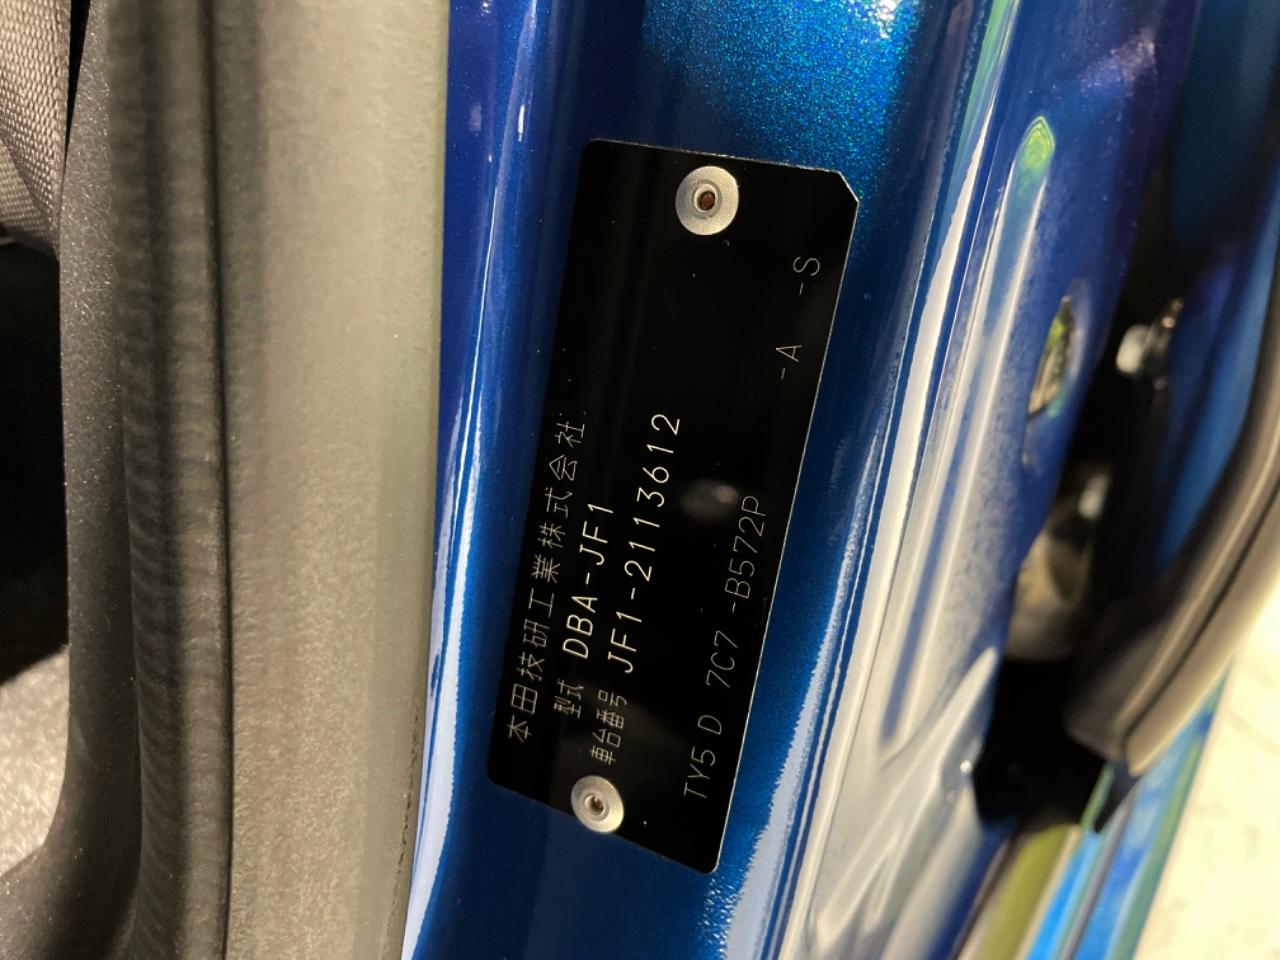 本田技研工業株式会社
型式 DBA-JF1
車台番号 JF1-2113612
TY5 D 7C7 -B572P -A -S